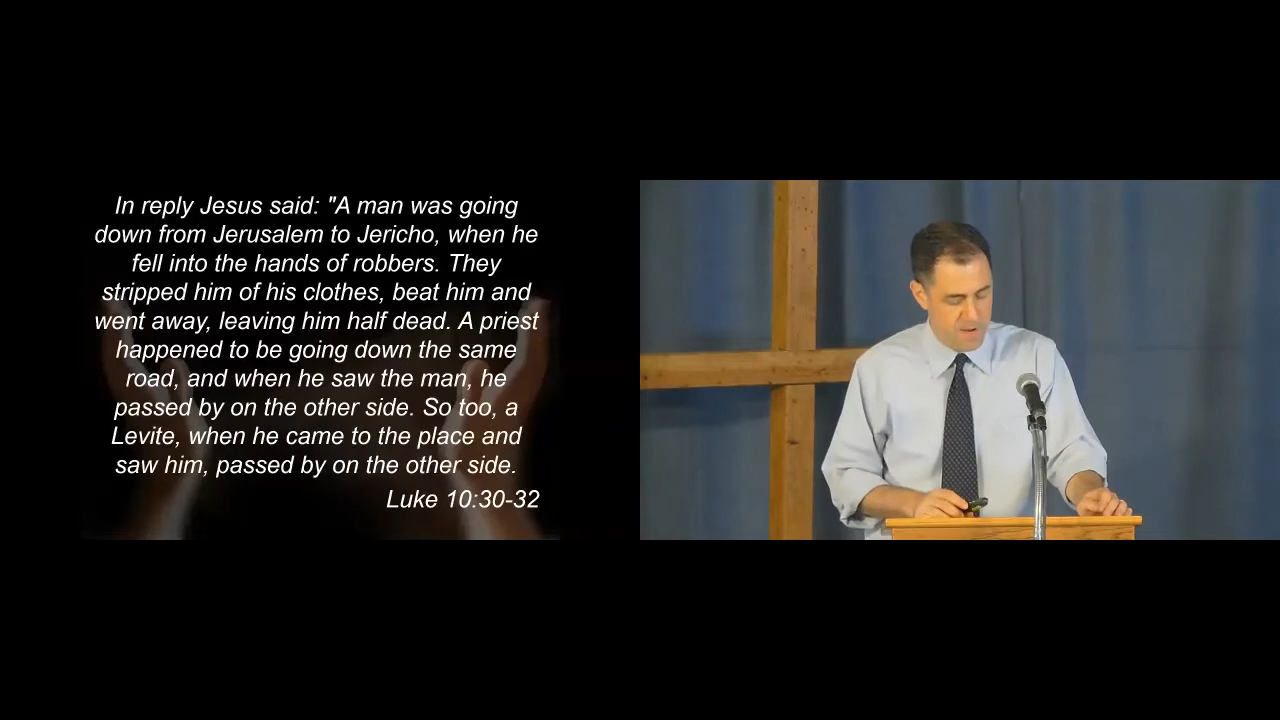 In reply Jesus said: "A man was going
down from Jerusalem to Jericho, when he
fell into the hands of robbers. They
stripped him of his clothes, beat him and
went away, leaving him half dead. A priest
happened to be going down the same
road, and when he saw the man, he
passed by on the other side. So too, a
Levite, when he came to the place and
saw him, passed by on the other side.
Luke 10:30-32